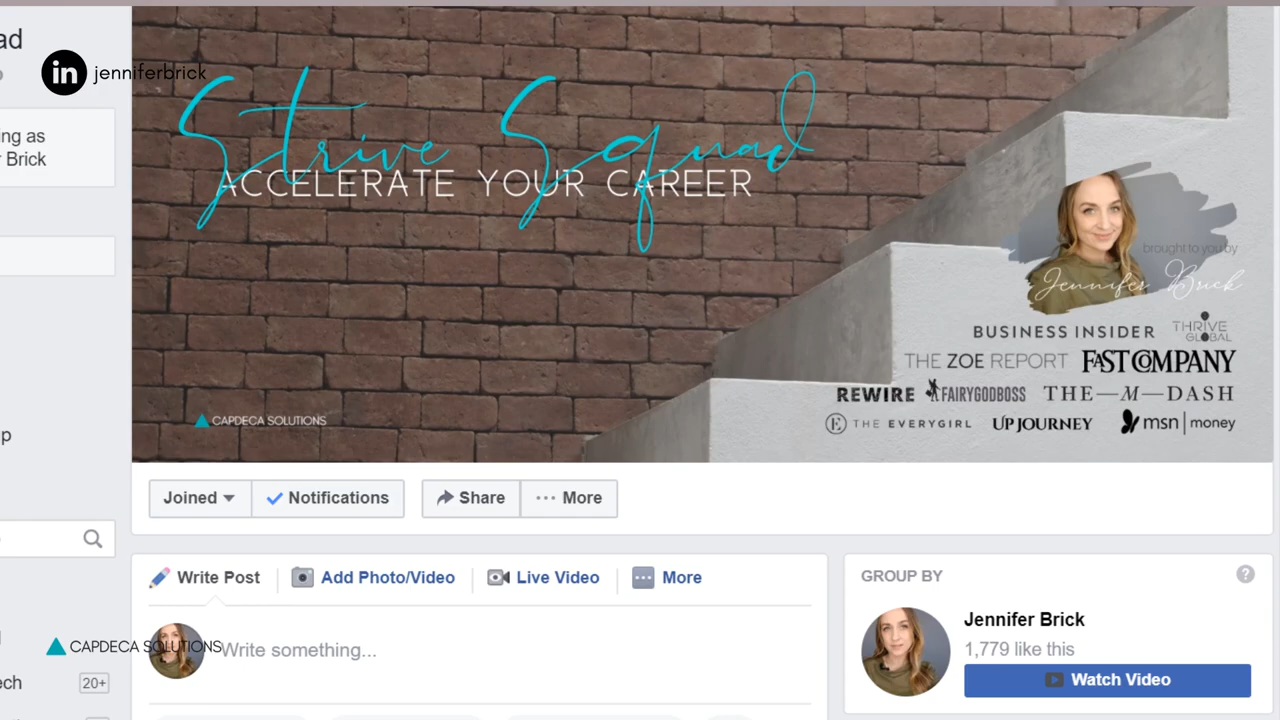 ad
in jenniferbrick
ing as
r Brick
Strive Squad
ACCELERATE YOUR CAREER
brought to you by
Jennifer Brick
BUSINESS INSIDER THRIVE GLOBAL
THE ZOE REPORT FAST COMPANY
REWIRE FAIRYGODBOSS THE—M—DASH
E THE EVERYGIRL UPJOURNEY msn | money
CAPDECA SOLUTIONS
p
Joined Notifications Share ··· More
Write Post Add Photo/Video Live Video More
GROUP BY ?
Jennifer Brick
1,779 like this
Watch Video
Write something...
CAPDECA SOLUTIONS
ech 20+